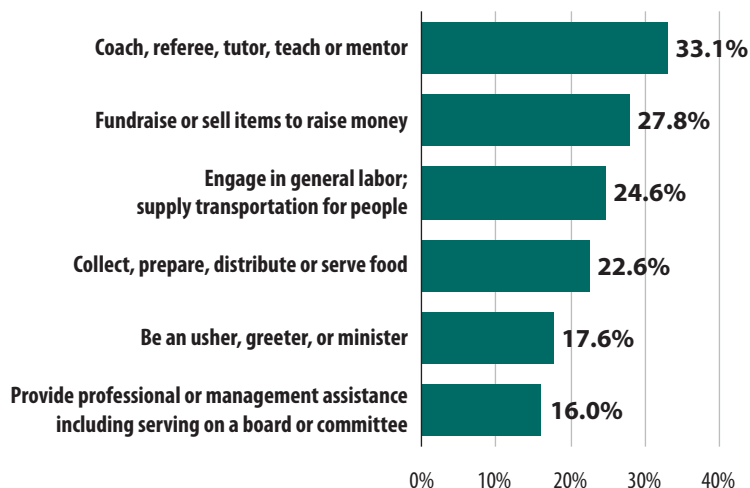 Coach, referee, tutor, teach or mentor
33.1%
Fundraise or sell items to raise money
27.8%
Engage in general labor;
supply transportation for people
24.6%
Collect, prepare, distribute or serve food
22.6%
Be an usher, greeter, or minister
17.6%
Provide professional or management assistance
including serving on a board or committee
16.0%
0% 10% 20% 30% 40%